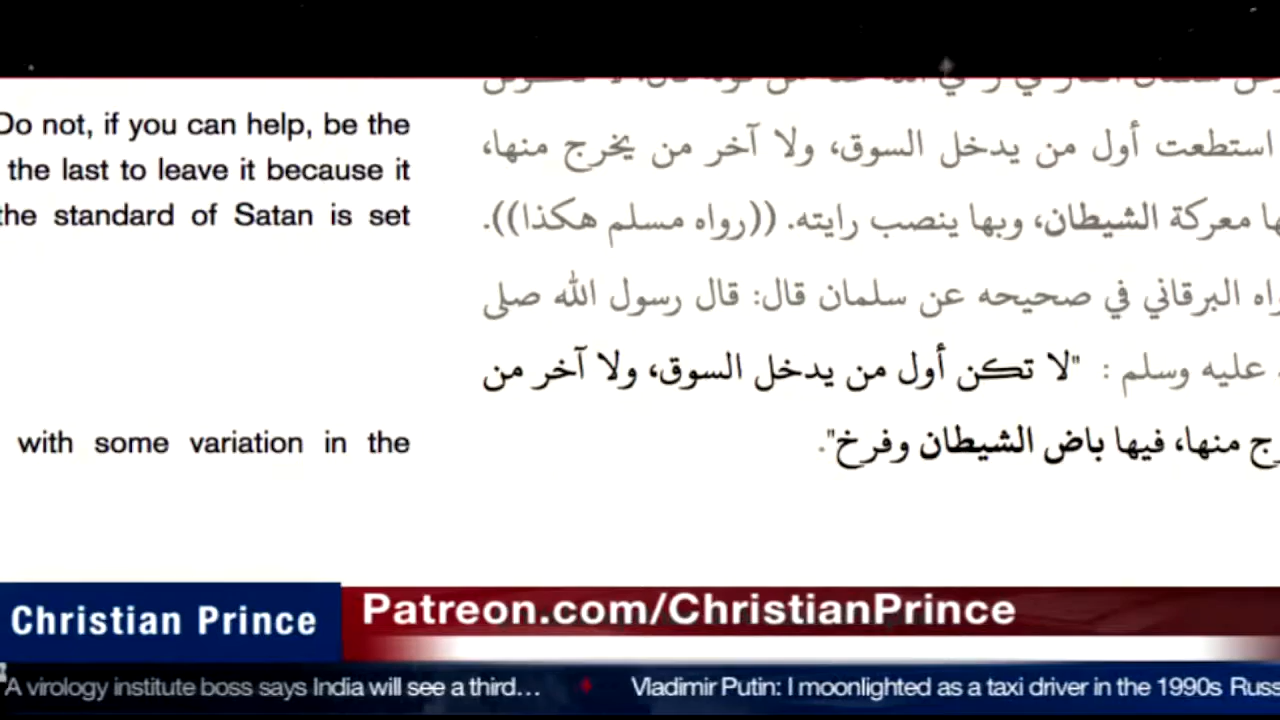 Do not, if you can help, be the
the last to leave it because it
the standard of Satan is set
with some variation in the
استطعت أول من يدخل السوق، ولا آخر من يخرج منها،
معركة الشيطان، وبها ينصب رايته. ((رواه مسلم هكذا)).
البرقاني في صحيحه عن سلمان قال: قال رسول الله صلى
عليه وسلم : "لا تكن أول من يدخل السوق، ولا آخر من
منها، فيها باض الشيطان وفرخ".
Christian Prince
Patreon.com/ChristianPrince
A virology institute boss says India will see a third... Vladimir Putin: I moonlighted as a taxi driver in the 1990s